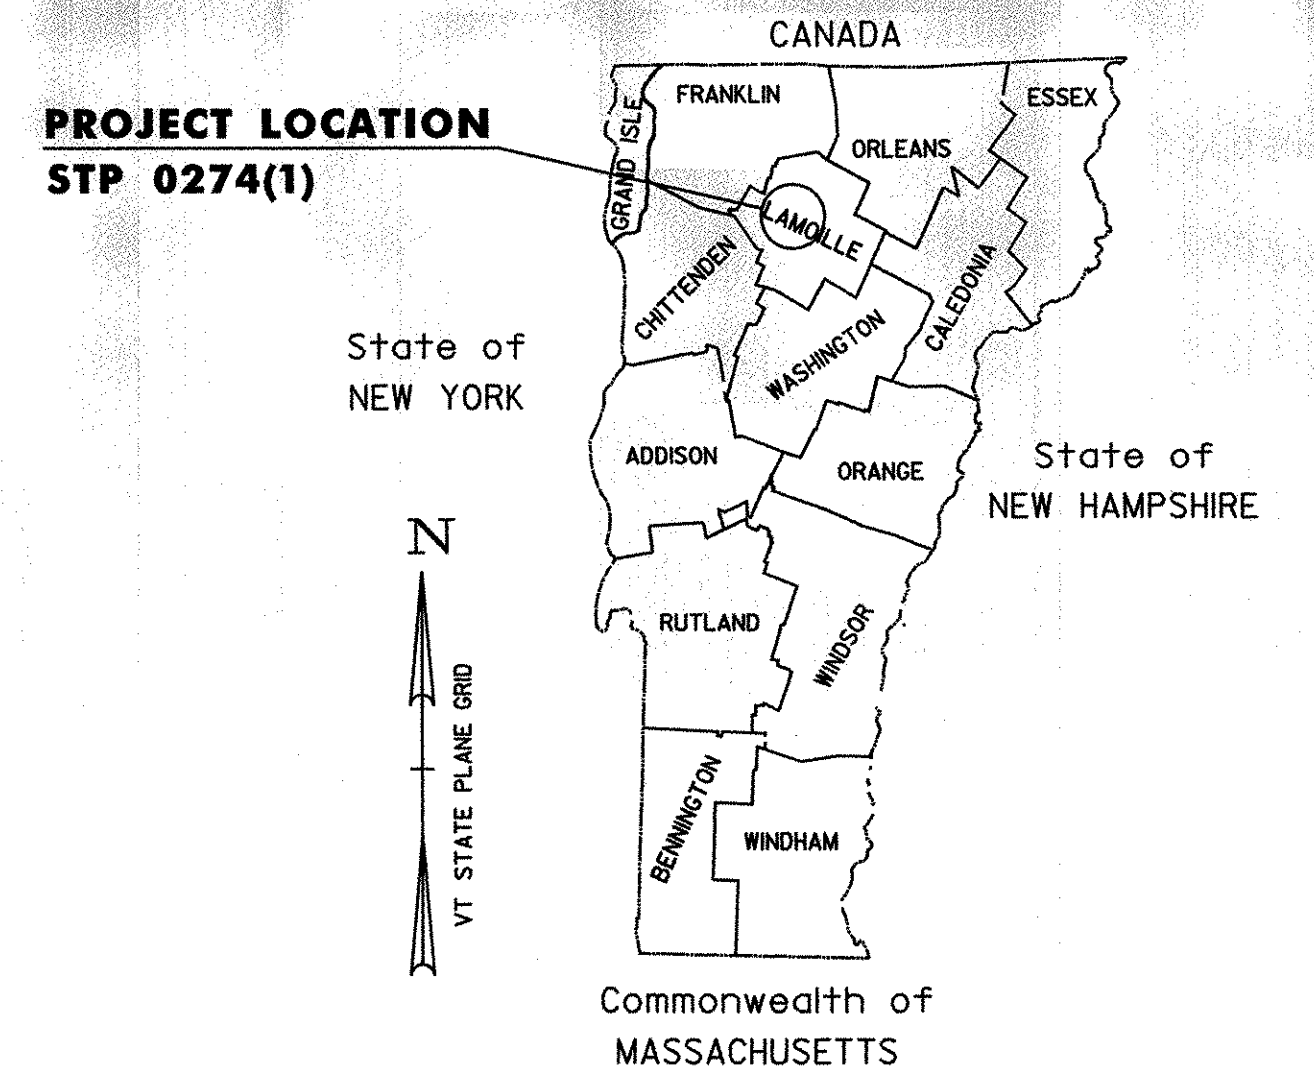 CANADA
PROJECT LOCATION
STP 0274(1)
FRANKLIN
ESSEX
GRAND ISLE
ORLEANS
LAMOILLE
CHITTENDEN
CALEDONIA
WASHINGTON
State of
NEW YORK
ADDISON
ORANGE
State of
NEW HAMPSHIRE
N
VT STATE PLANE GRID
RUTLAND
WINDSOR
BENNINGTON
WINDHAM
Commonwealth of
MASSACHUSETTS